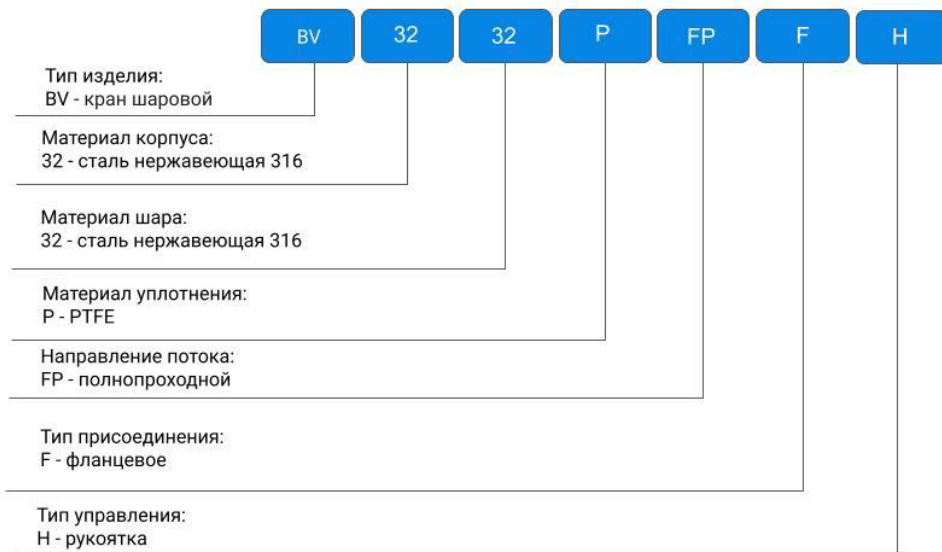 BV 32 32 P FP F H
Тип изделия:
BV - кран шаровой
Материал корпуса:
32 - сталь нержавеющая 316
Материал шара:
32 - сталь нержавеющая 316
Материал уплотнения:
P - PTFE
Направление потока:
FP - полнопроходной
Тип присоединения:
F - фланцевое
Тип управления:
H - рукоятка